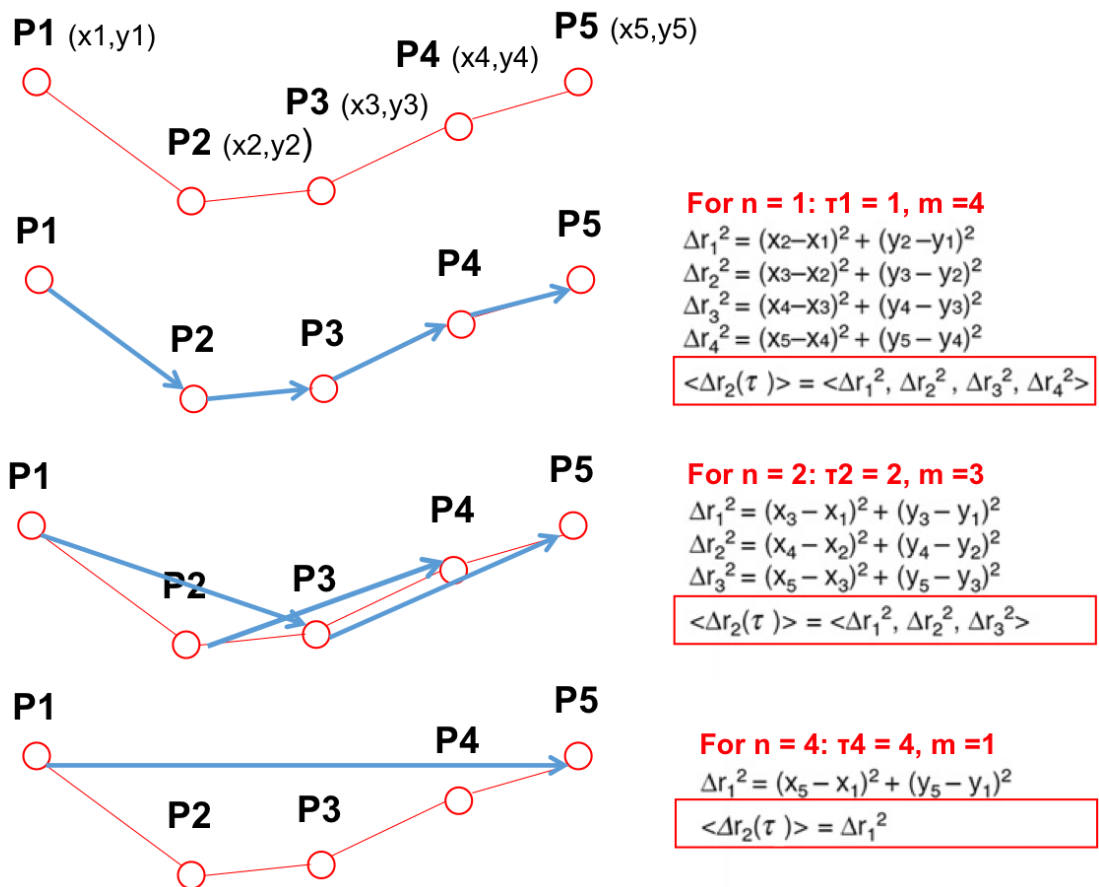 P1 (x1,y1)
P2 (x2,y2)
P3 (x3,y3)
P4 (x4,y4)
P5 (x5,y5)
P1
P2
P3
P4
P5
For n = 1: τ1 = 1, m =4
Δr₁² = (x2–x1)² + (y2 –y1)²
Δr₂² = (x3–x2)² + (y3 – y2)²
Δr₃² = (x4–x3)² + (y4 – y3)²
Δr₄² = (x5–x4)² + (y5 – y4)²
<Δr₂(τ )> = <Δr₁², Δr₂² , Δr₃², Δr₄²>
P1
P2
P3
P4
P5
For n = 2: τ2 = 2, m =3
Δr₁² = (x₃ – x₁)² + (y₃ – y₁)²
Δr₂² = (x₄ – x₂)² + (y₄ – y₂)²
Δr₃² = (x₅ – x₃)² + (y₅ – y₃)²
<Δr₂(τ )> = <Δr₁², Δr₂², Δr₃²>
P1
P2
P3
P4
P5
For n = 4: τ4 = 4, m =1
Δr₁² = (x₅ – x₁)² + (y₅ – y₁)²
<Δr₂(τ )> = Δr₁²